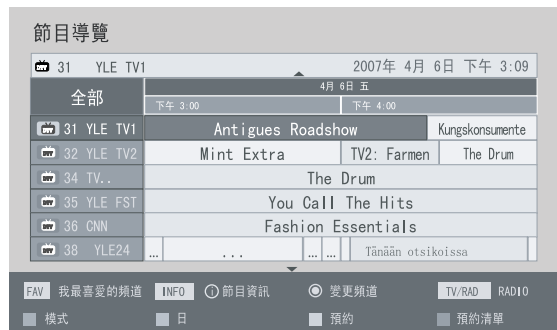 節目導覽
31 YLE TV1 2007年 4月 6日 下午 3:09
全部 4月 6日 五
下午 3:00 下午 4:00
31 YLE TV1 Antigues Roadshow Kungskonsumente
32 YLE TV2 Mint Extra TV2: Farmen The Drum
34 TV.. The Drum
35 YLE FST You Call The Hits
36 CNN Fashion Essentials
38 YLE24 ... ... ... ... Tänään otsikoissa
FAV 我最喜愛的頻道 INFO ⓘ 節目資訊 變更頻道 TV/RAD RADIO
模式 日 預約 預約清單